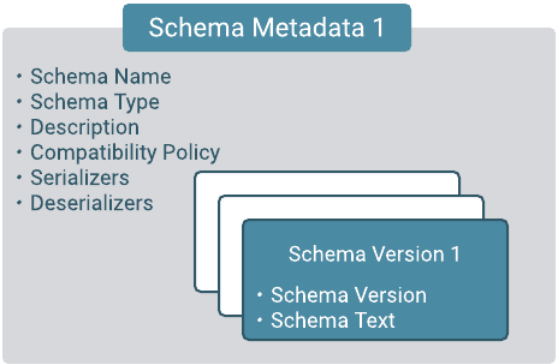 Schema Metadata 1
• Schema Name
• Schema Type
• Description
• Compatibility Policy
• Serializers
• Deserializers
Schema Version 1
• Schema Version
• Schema Text